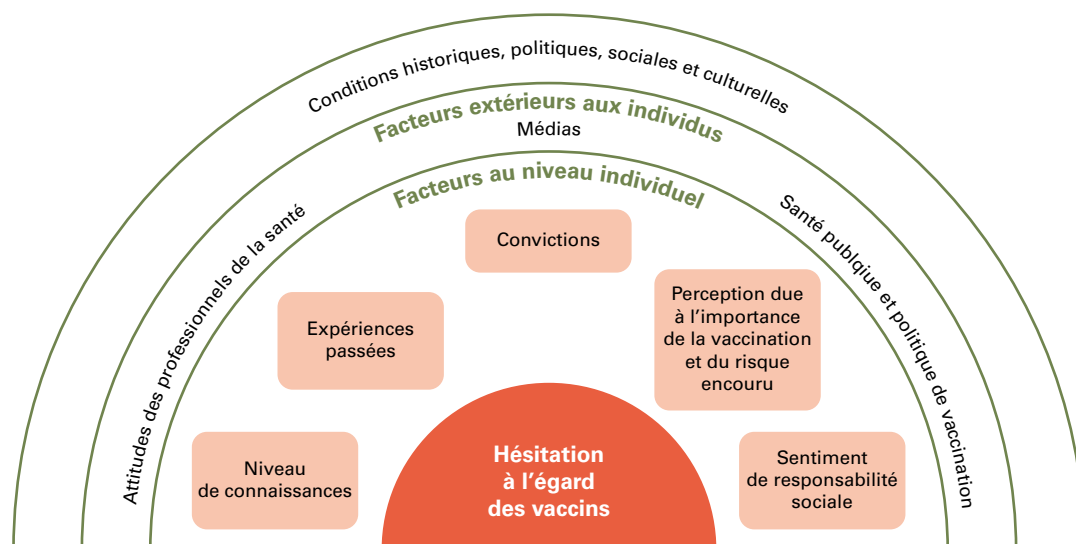 Conditions historiques, politiques, sociales et culturelles
Facteurs extérieurs aux individus
Médias
Attitudes des professionnels de la santé
Santé publqiue et politique de vaccination
Facteurs au niveau individuel
Convictions
Expériences
passées
Perception due
à l’importance
de la vaccination
et du risque
encouru
Niveau
de connaissances
Sentiment
de responsabilité
sociale
Hésitation
à l’égard
des vaccins